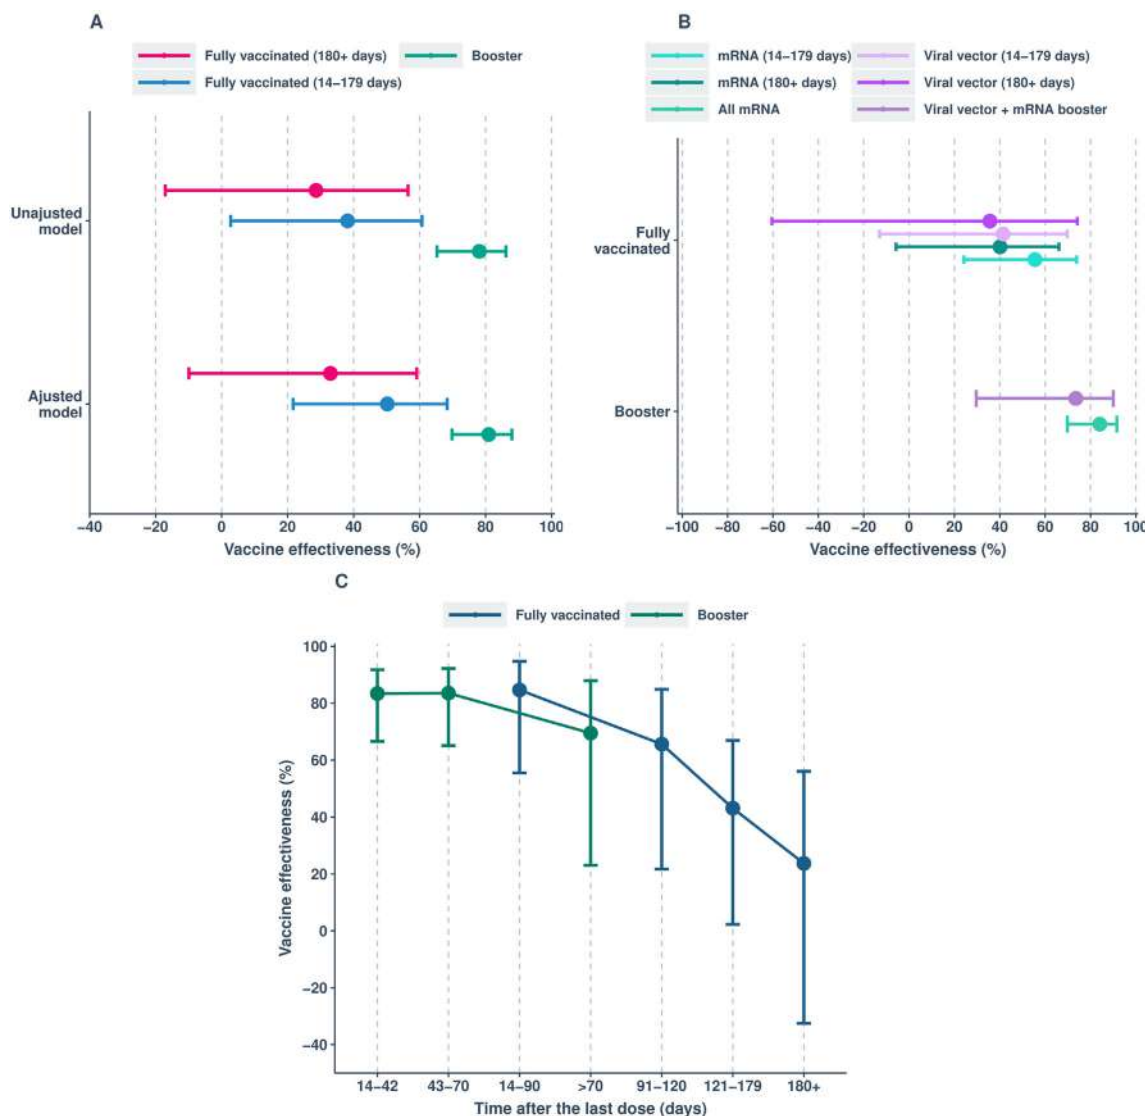 A
Fully vaccinated (180+ days) Booster
Fully vaccinated (14–179 days)
Unajusted
model
Ajusted
model
−40 −20 0 20 40 60 80 100
Vaccine effectiveness (%)
B
mRNA (14–179 days) Viral vector (14–179 days)
mRNA (180+ days) Viral vector (180+ days)
All mRNA Viral vector + mRNA booster
Fully
vaccinated
Booster
−100 −80 −60 −40 −20 0 20 40 60 80 100
Vaccine effectiveness (%)
C
Fully vaccinated Booster
Vaccine effectiveness (%)
100
80
60
40
20
0
−20
−40
14–42 43–70 14–90 >70 91–120 121–179 180+
Time after the last dose (days)